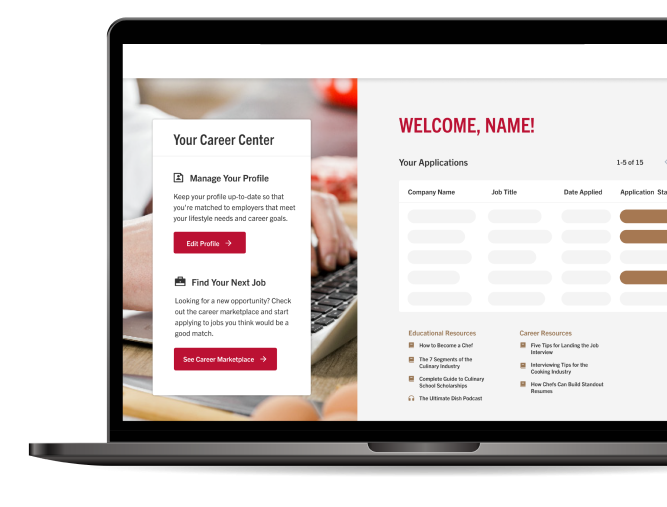 Your Career Center
Manage Your Profile
Keep your profile up-to-date so that
you're matched to employers that meet
your lifestyle needs and career goals.
Edit Profile →
Find Your Next Job
Looking for a new opportunity? Check
out the career marketplace and start
applying to jobs you think would be a
good match.
See Career Marketplace →
WELCOME, NAME!
Your Applications
1-5 of 15
Company Name Job Title Date Applied Application Sta
Educational Resources
How to Become a Chef
The 7 Segments of the
Culinary Industry
Complete Guide to Culinary
School Scholarships
The Ultimate Dish Podcast
Career Resources
Five Tips for Landing the Job
Interview
Interviewing Tips for the
Cooking Industry
How Chefs Can Build Standout
Resumes